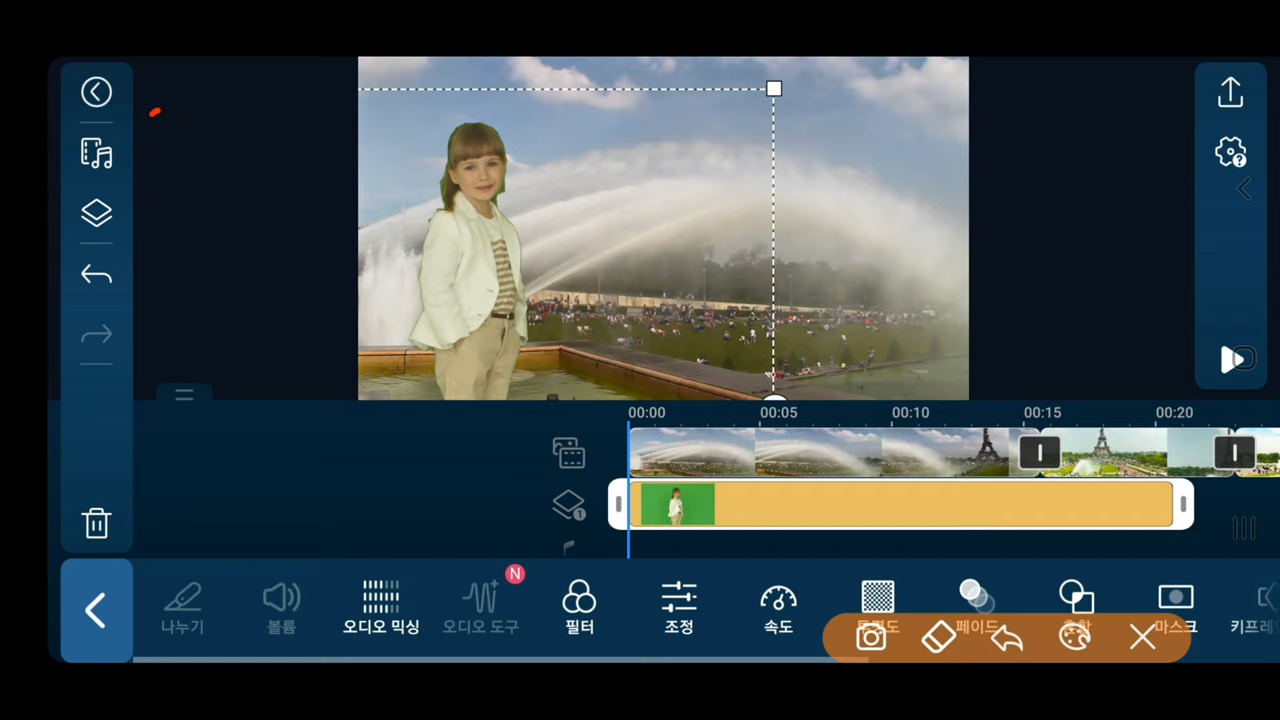 00:00 00:05 00:10 00:15 00:20
1
N
나누기 볼륨 오디오 믹싱 오디오 도구 필터 조정 속도 페이드 마스크